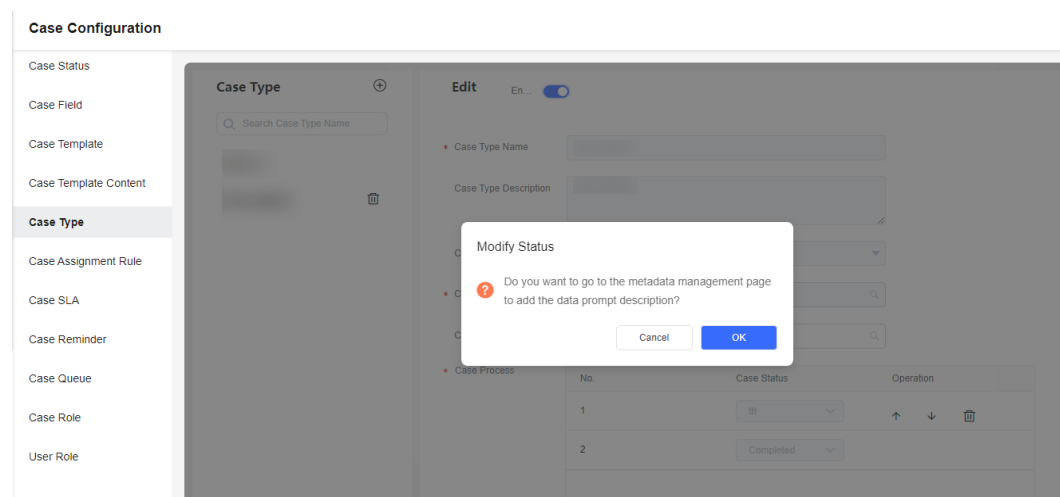 Case Configuration
Case Status
Case Field
Case Template
Case Template Content
Case Type
Case Assignment Rule
Case SLA
Case Reminder
Case Queue
Case Role
User Role
Case Type
Search Case Type Name
Edit En...
* Case Type Name
Case Type Description
C
* C
C
Modify Status
Do you want to go to the metadata management page
to add the data prompt description?
Cancel OK
* Case Process
No. Case Status Operation
1
2 Completed